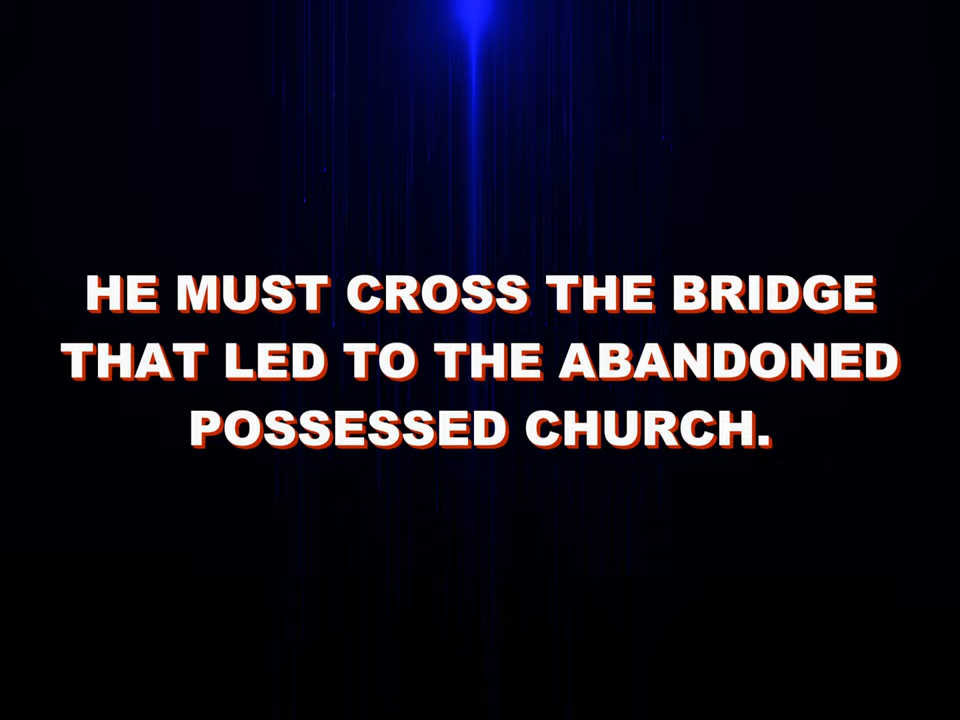 HE MUST CROSS THE BRIDGE
THAT LED TO THE ABANDONED
POSSESSED CHURCH.